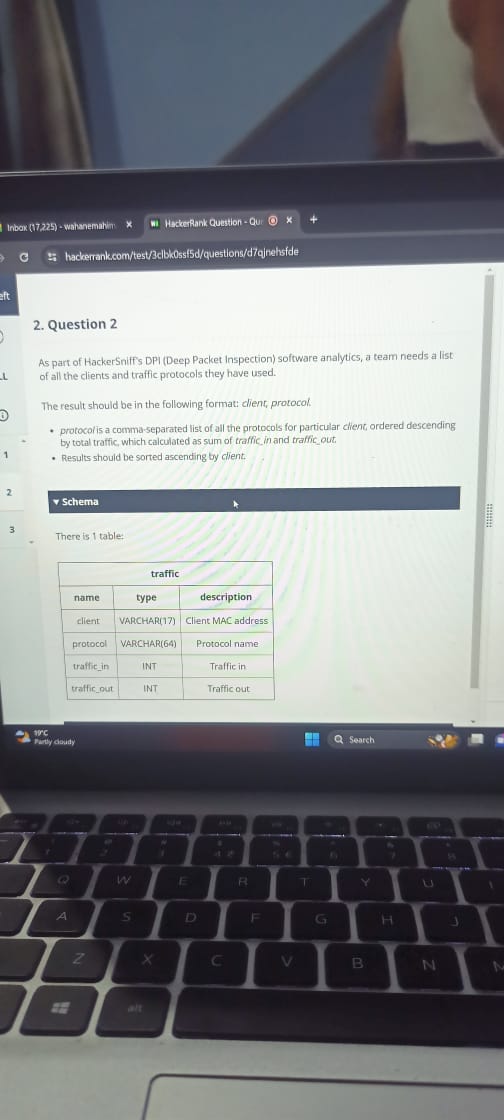 Inbox (17,225) - wahanemahim
HackerRank Question - Que
hackerrank.com/test/3clbk0ssf5d/questions/d7qjnehsfde
eft
2. Question 2
As part of HackerSniff's DPI (Deep Packet Inspection) software analytics, a team needs a list
of all the clients and traffic protocols they have used.
The result should be in the following format: client, protocol.
• protocol is a comma-separated list of all the protocols for particular client, ordered descending
by total traffic, which calculated as sum of traffic_in and traffic_out.
• Results should be sorted ascending by client.
1
2
3
▼ Schema
There is 1 table:
traffic
name type description
client VARCHAR(17) Client MAC address
protocol VARCHAR(64) Protocol name
traffic_in INT Traffic in
traffic_out INT Traffic out
19°C
Partly cloudy
Search
Q W E R T Y U
A S D F G H J
Z X C V B N
alt